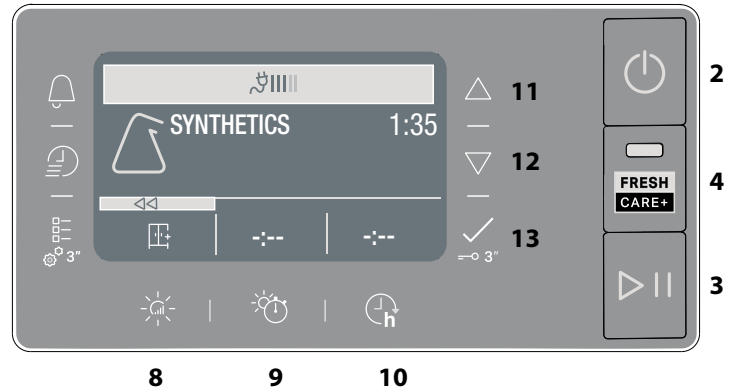 2
11
SYNTHETICS 1:35
12
FRESH
CARE+
4
-:-- -:--
3"
3"
13
3
h
8 9 10